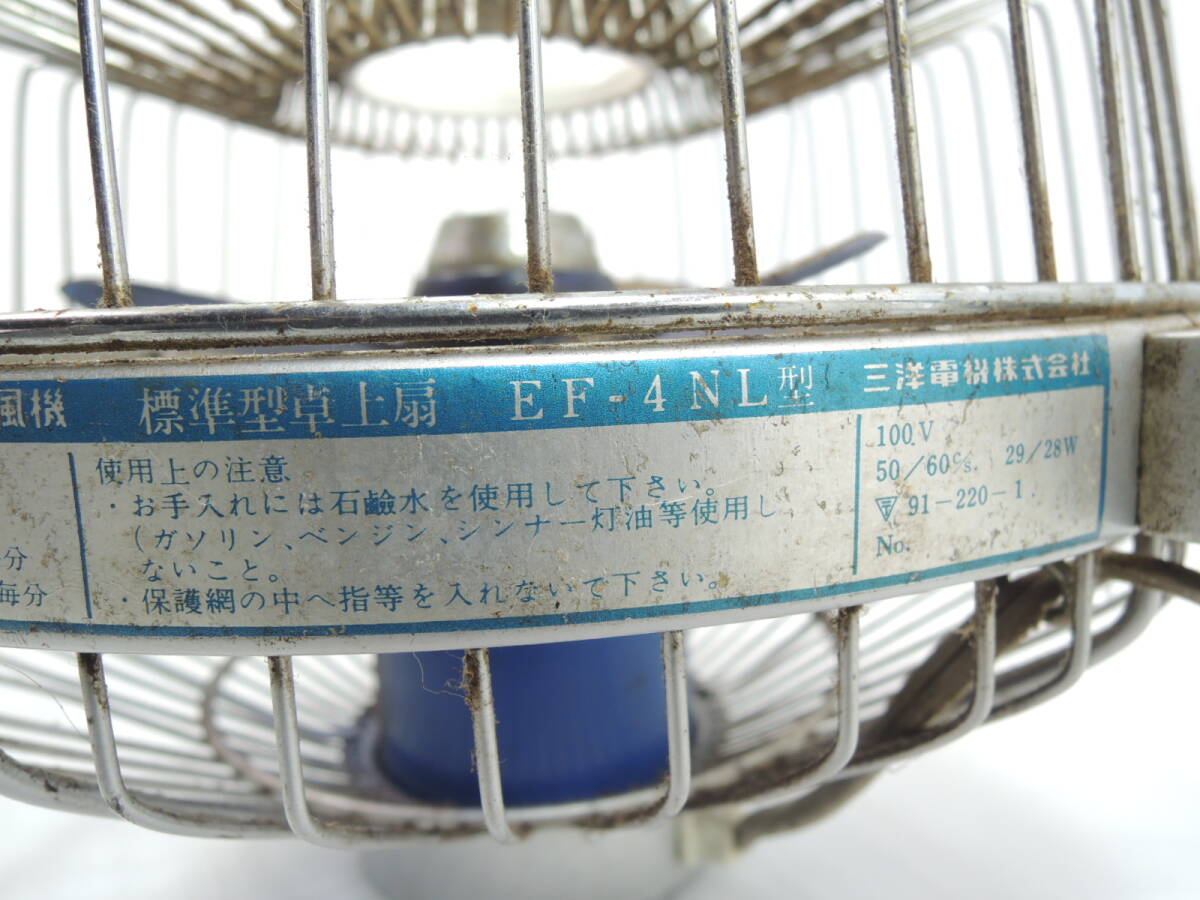 風機 標準型卓上扇 EF-4NL型 三洋電機株式会社
分
毎分
使用上の注意
・お手入れには石鹼水を使用して下さい。
(ガソリン、ベンジン、シンナー灯油等使用し
ないこと。
・保護網の中へ指等を入れないで下さい。
100V
50/60c/s. 29/28W
91-220-1
No.